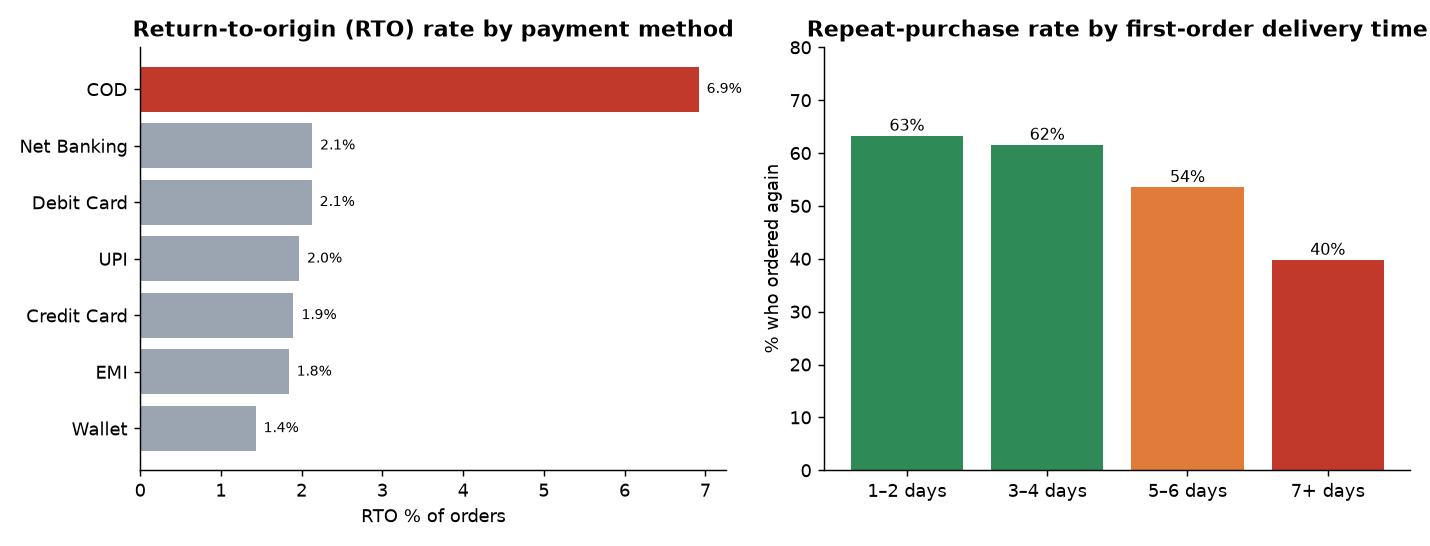 Return-to-origin (RTO) rate by payment method
COD
6.9%
Net Banking
2.1%
Debit Card
2.1%
UPI
2.0%
Credit Card
1.9%
EMI
1.8%
Wallet
1.4%
0 1 2 3 4 5 6 7
RTO % of orders
Repeat-purchase rate by first-order delivery time
% who ordered again
80
70
60
50
40
30
20
10
0
63%
62%
54%
40%
1–2 days
3–4 days
5–6 days
7+ days